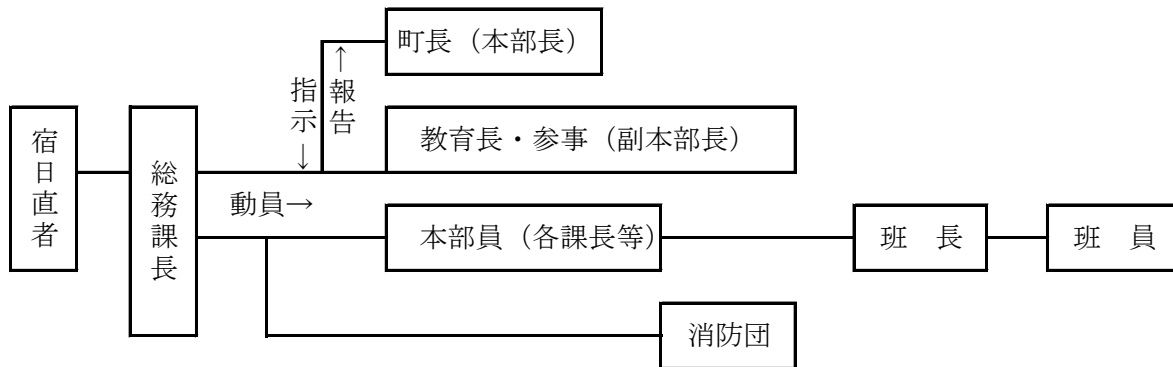 町長（本部長）
指示↓
↑報告
教育長・参事（副本部長）
宿日直者
総務課長
動員→
本部員（各課長等）
班　長
班　員
消防団